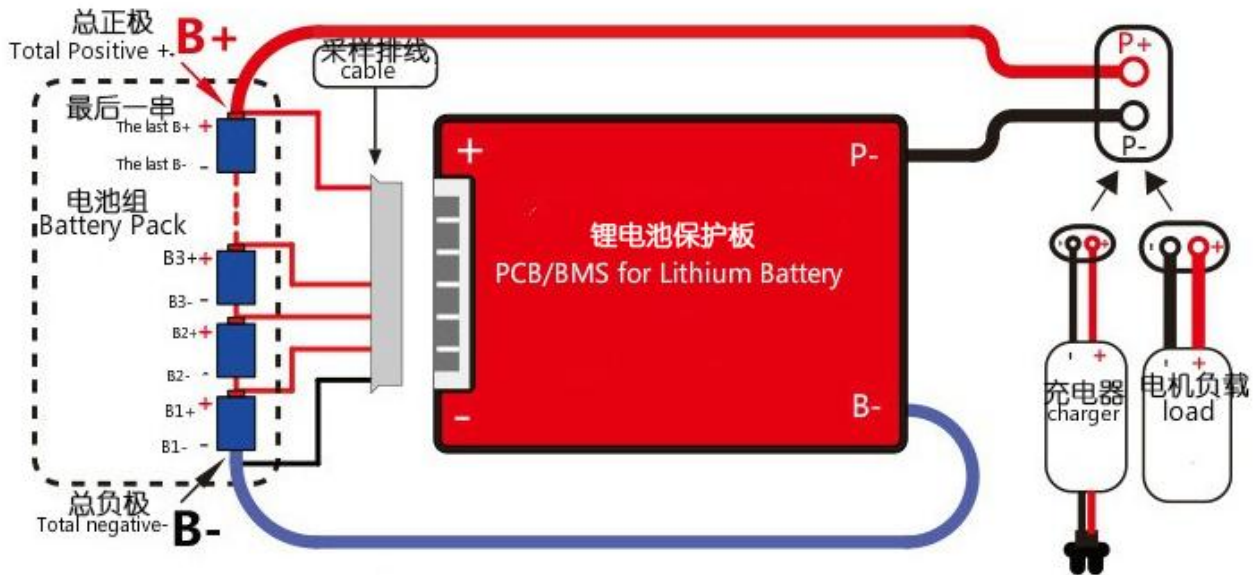 总正极
Total Positive +-
B+
最后一串
The last B+ +
The last B- -
电池组
Battery Pack
B3+ +
B3- -
B2+ +
B2- -
B1+ +
B1- -
总负极
Total negative-
B-
采样排线
cable
+
P-
锂电池保护板
PCB/BMS for Lithium Battery
B-
-
P+
P-
- +
- +
充电器
charger
- +
- +
电机负载
load